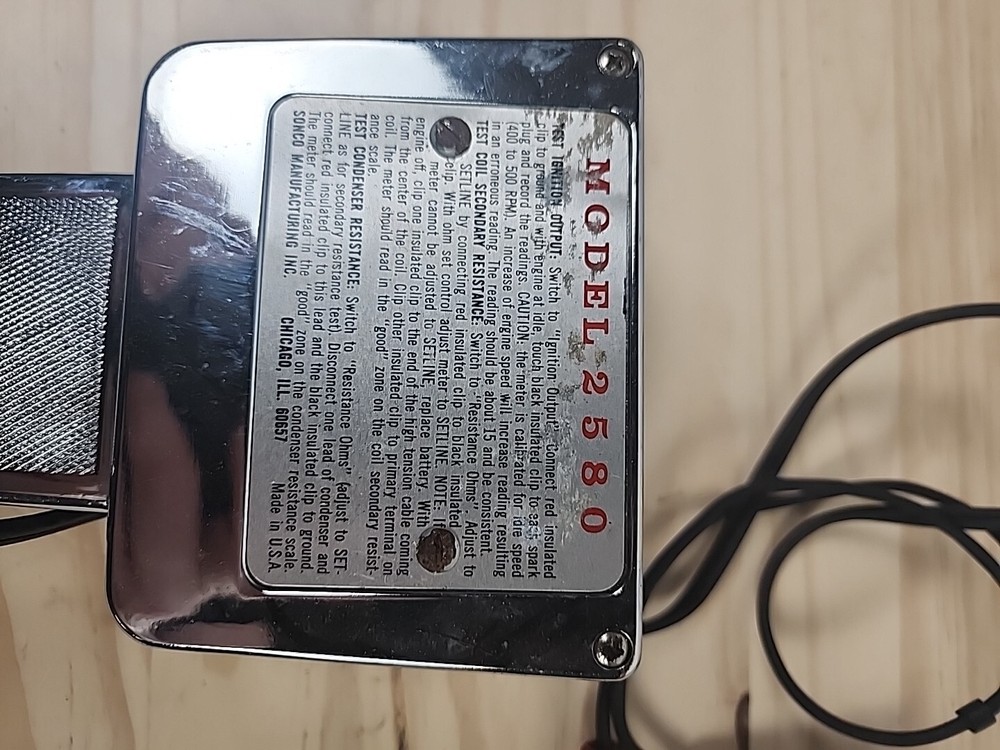 MODEL 2580
TEST IGNITION OUTPUT: Switch to "Ignition Output". Connect red insulated
clip to ground and with engine at idle, touch black insulated clip to each spark
plug and record the readings. CAUTION: the meter is calibrated for idle speed
(400 to 500 RPM). An increase of engine speed will increase reading resulting
in an erroneous reading. The reading should be about 15 and be consistent.
TEST COIL SECONDARY RESISTANCE: Switch to "Resistance Ohms" Adjust to
SETLINE by connecting red insulated clip to black insulated
clip. With ohm set control adjust meter to SETLINE. NOTE: If
meter cannot be adjusted to SETLINE, replace battery. With
engine off, clip one insulated clip to the end of the high tension cable coming
from the center of the coil. Clip other insulated clip to primary terminal on
coil. The meter should read in the "good" zone on the coil secondary resist-
ance scale.
TEST CONDENSER RESISTANCE: Switch to "Resistance Ohms" (adjust to SET-
LINE as for secondary resistance test). Disconnect one lead of condenser and
connect red insulated clip to this lead and the black insulated clip to ground.
The meter should read in the "good" zone on the condenser resistance scale.
SONCO MANUFACTURING INC. CHICAGO, ILL. 60657 Made in U.S.A.